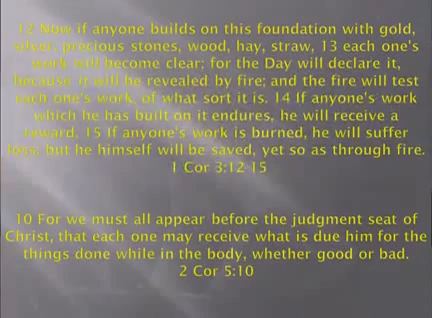 12 Now if anyone builds on this foundation with gold,
silver, precious stones, wood, hay, straw, 13 each one's
work will become clear; for the Day will declare it,
because it will be revealed by fire; and the fire will test
each one's work, of what sort it is. 14 If anyone's work
which he has built on it endures, he will receive a
reward. 15 If anyone's work is burned, he will suffer
loss; but he himself will be saved, yet so as through fire.
1 Cor 3:12-15
10 For we must all appear before the judgment seat of
Christ, that each one may receive what is due him for the
things done while in the body, whether good or bad.
2 Cor 5:10